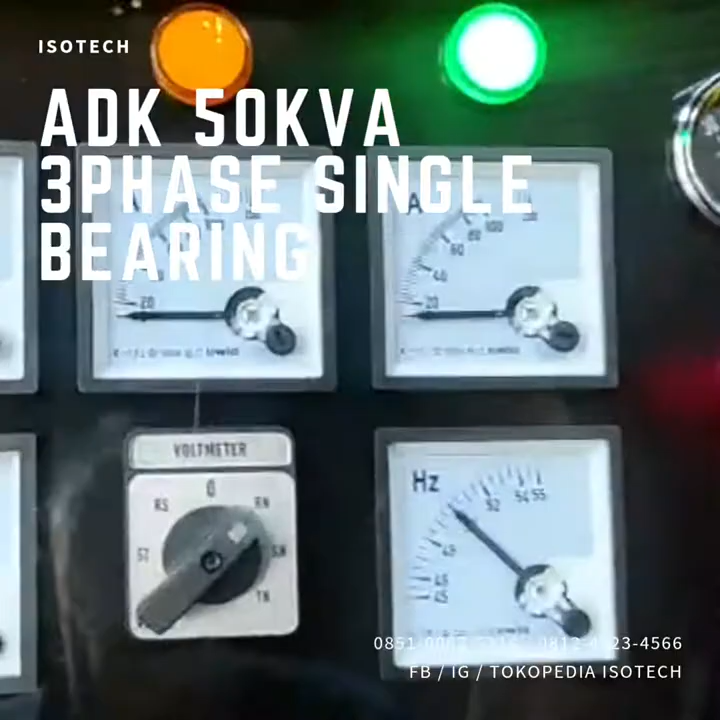 ISOTECH
ADK 50KVA
3PHASE SINGLE
BEARING
A
20
A
100
80
60
40
20
VOLTMETER
0
RS
RN
ST
SN
TN
Hz
52
54 55
45
FB / IG / TOKOPEDIA ISOTECH